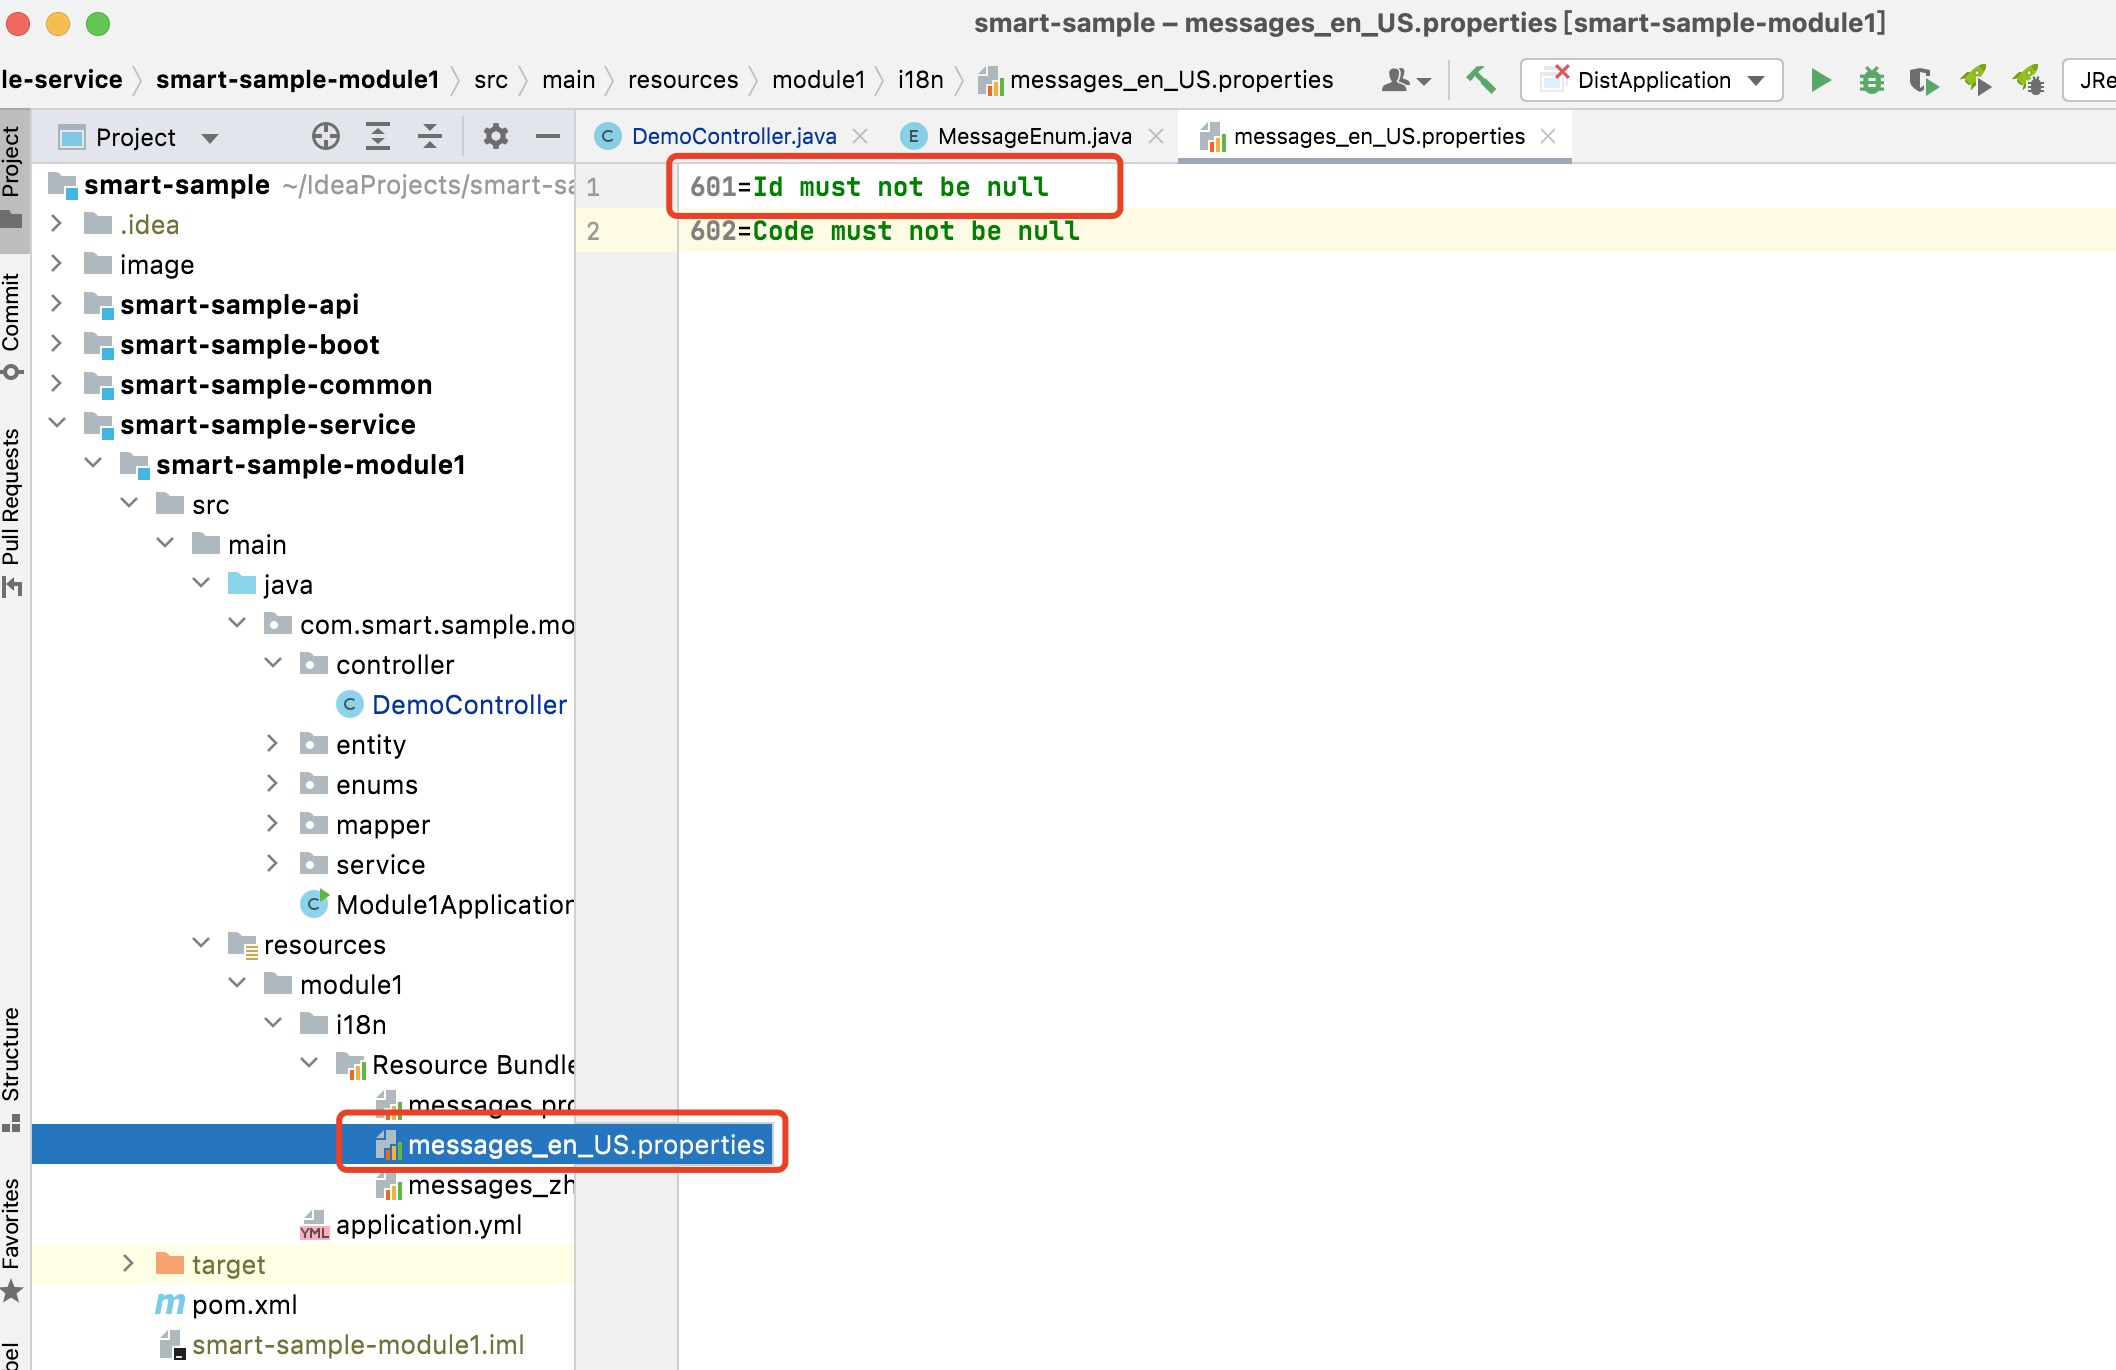 smart-sample – messages_en_US.properties [smart-sample-module1]
le-service smart-sample-module1 src main resources module1 i18n messages_en_US.properties DistApplication JRe
Project
DemoController.java MessageEnum.java messages_en_US.properties
Project
Commit
Pull Requests
Structure
Favorites
smart-sample ~/IdeaProjects/smart-sa
.idea
image
smart-sample-api
smart-sample-boot
smart-sample-common
smart-sample-service
smart-sample-module1
src
main
java
com.smart.sample.mo
controller
C DemoController
entity
enums
mapper
service
C Module1Application
resources
module1
i18n
Resource Bundle
messages.pro
messages_en_US.properties
messages_zh
YML application.yml
target
m pom.xml
smart-sample-module1.iml
1 601=Id must not be null
2 602=Code must not be null